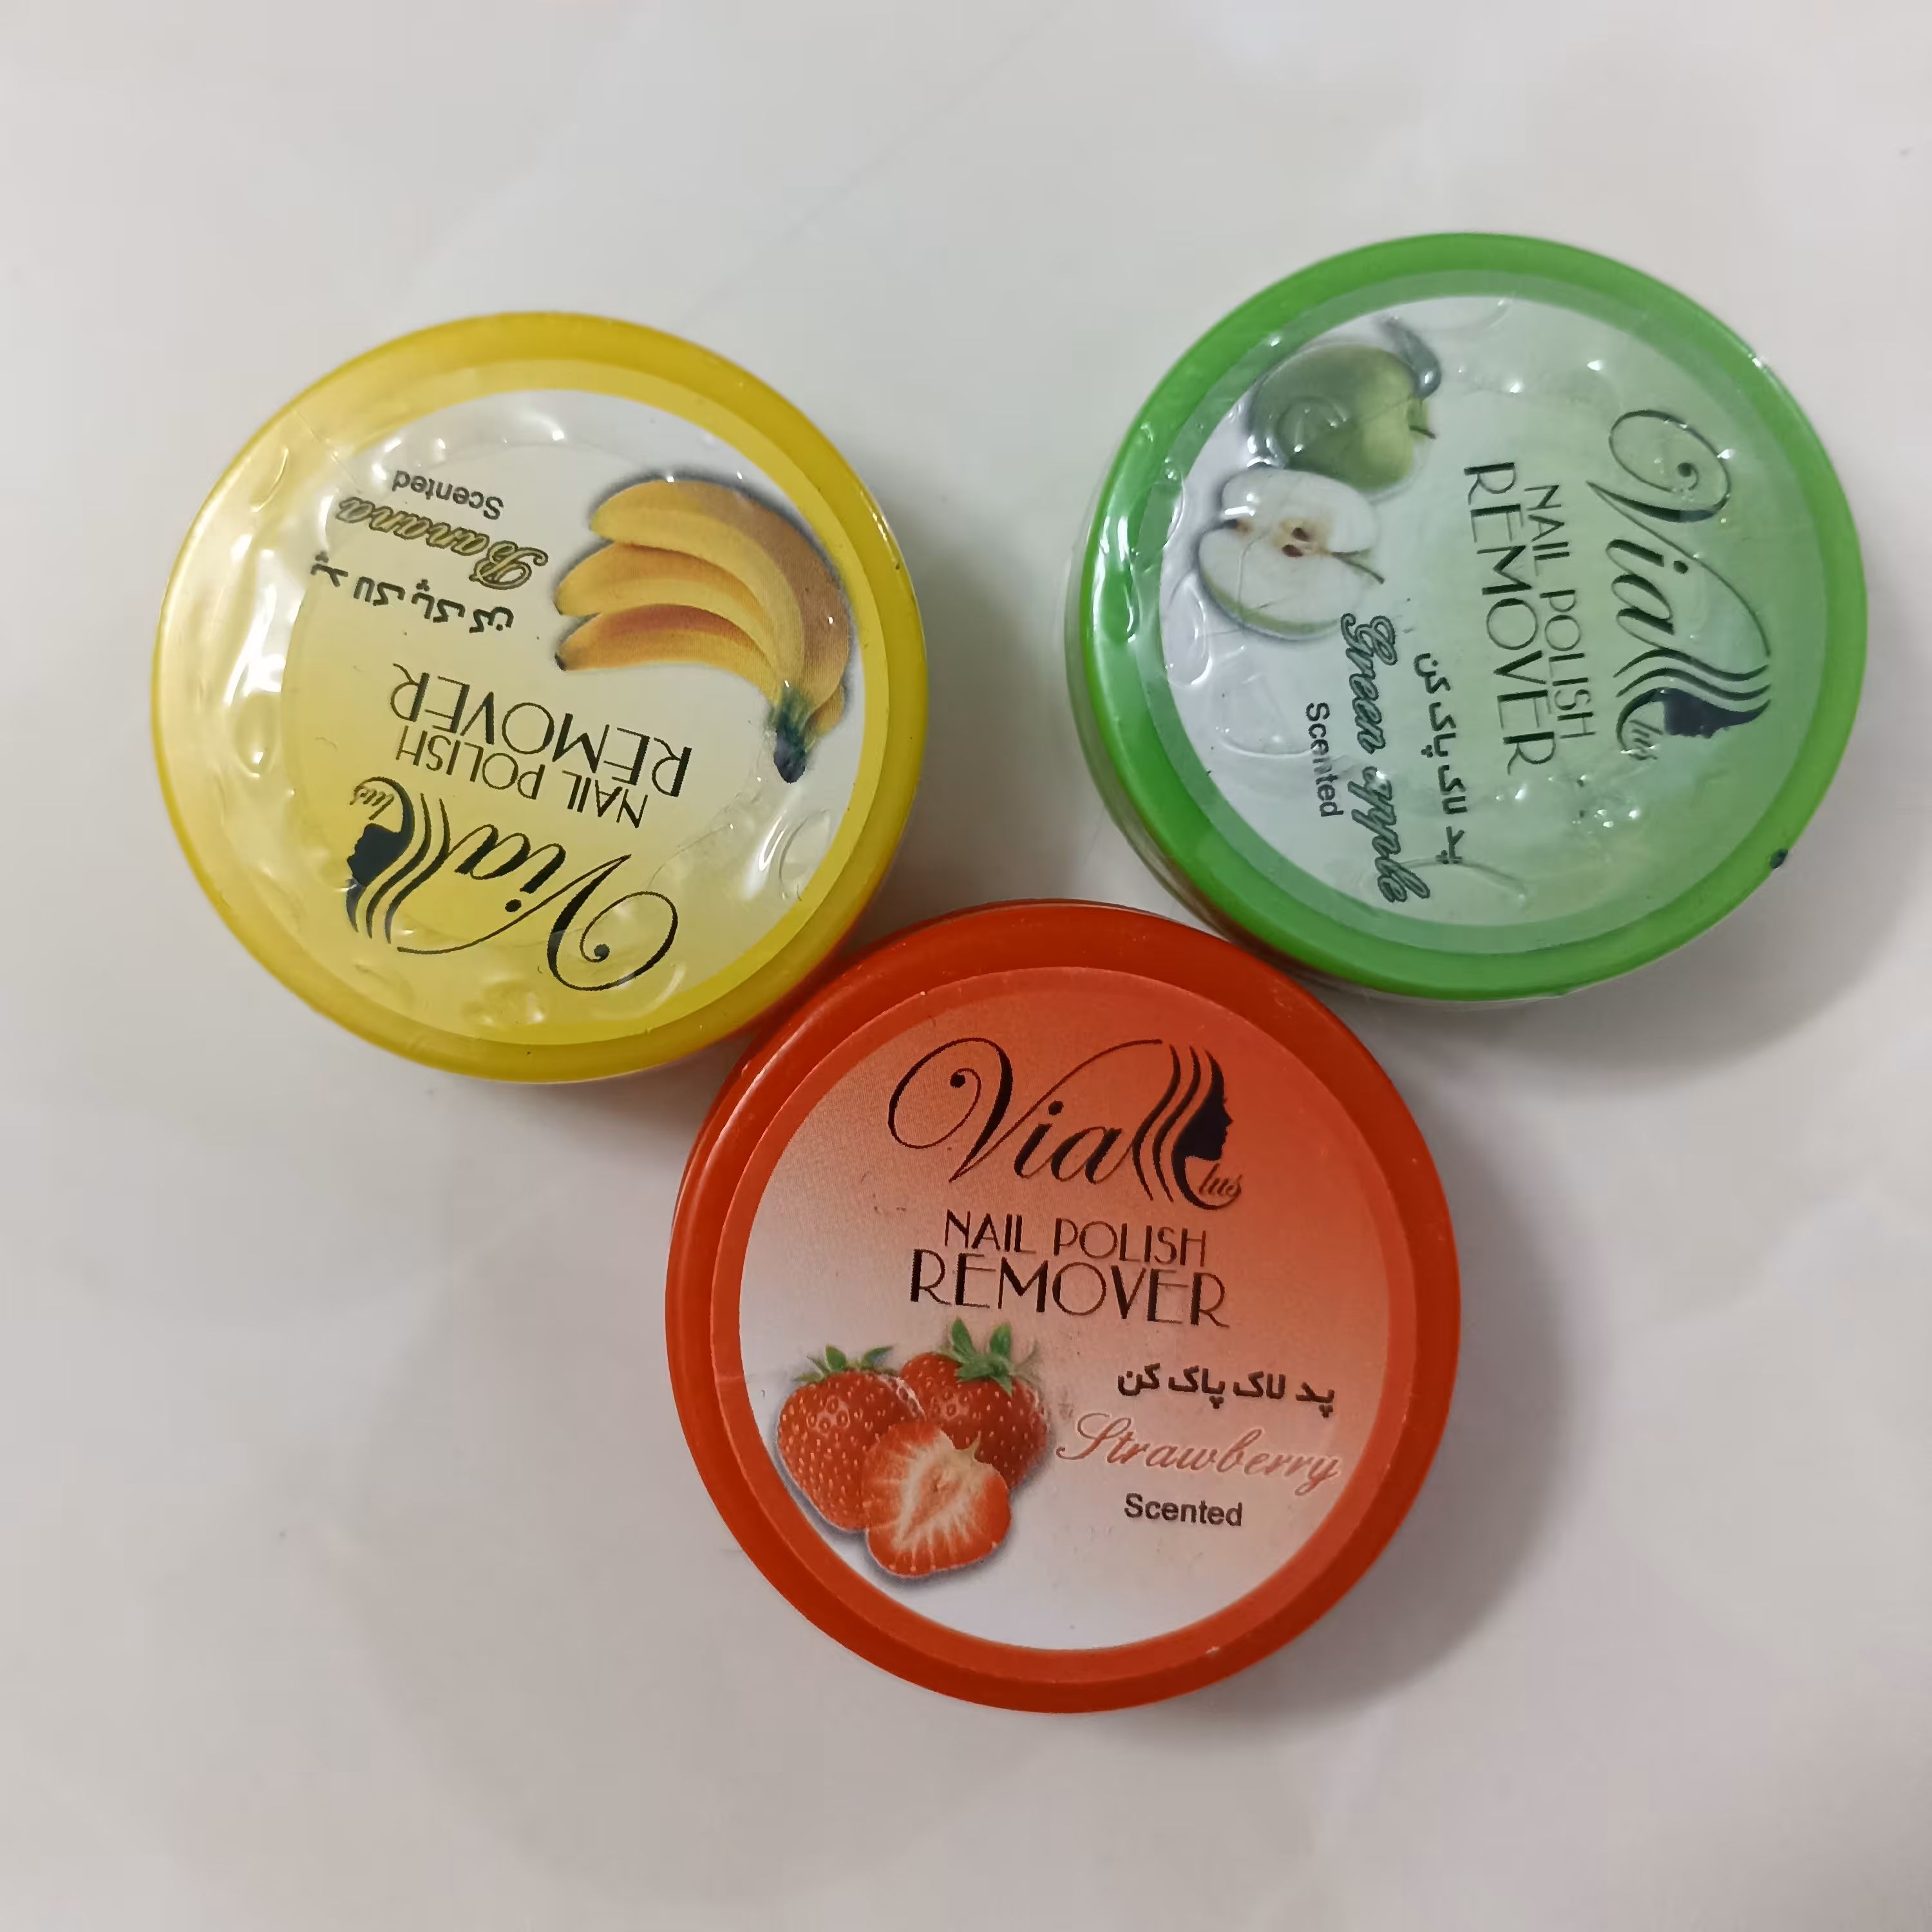 Via
lus
NAIL POLISH
REMOVER
پد لاک پاک کن
Banana
Scented
Via
lus
NAIL POLISH
REMOVER
پد لاک پاک کن
Green apple
Scented
Via
lus
NAIL POLISH
REMOVER
پد لاک پاک کن
Strawberry
Scented